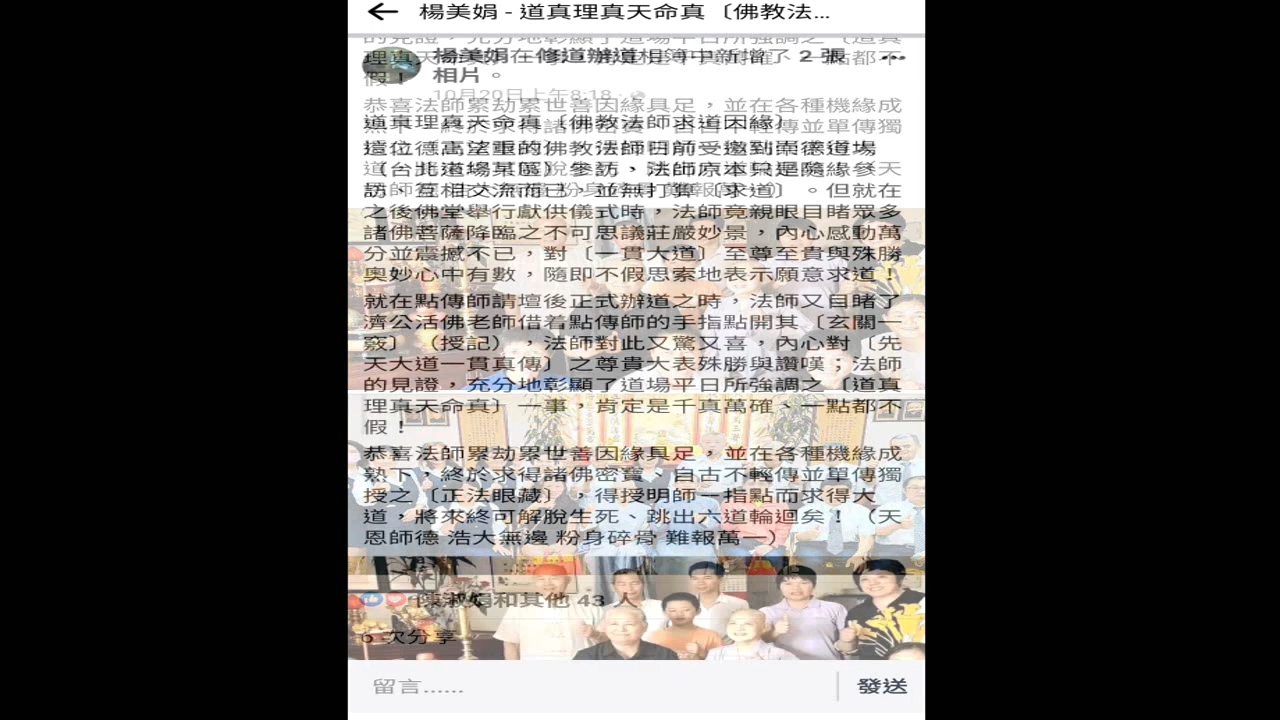 楊美娟 - 道真理真天命真〔佛教法...
楊美娟在修道辦道相簿中新增了 2 張
相片。
10月20日上午8:18
道真理真天命真〔佛教法師求道因緣〕
這位德高望重的佛教法師日前受邀到崇德道場
〔台北道場某區〕參訪，法師原本只是隨緣參
訪、互相交流而已，並無打算〔求道〕。但就在
之後佛堂舉行獻供儀式時，法師竟親眼目睹眾多
諸佛菩薩降臨之不可思議莊嚴妙景，內心感動萬
分並震撼不已，對〔一貫大道〕至尊至貴與殊勝
奧妙心中有數，隨即不假思索地表示願意求道！
就在點傳師請壇後正式辦道之時，法師又目睹了
濟公活佛老師借着點傳師的手指點開其〔玄關一
竅〕（授記），法師對此又驚又喜，內心對〔先
天大道一貫真傳〕之尊貴大表殊勝與讚嘆；法師
的見證，充分地彰顯了道場平日所強調之〔道真
理真天命真〕一事，肯定是千真萬確、一點都不
假！
恭喜法師累劫累世善因緣具足，並在各種機緣成
熟下，終於求得諸佛密寶、自古不輕傳並單傳獨
授之〔正法眼藏〕，得授明師一指點而求得大
道，將來終可解脫生死、跳出六道輪迴矣！（天
恩師德 浩大無邊 粉身碎骨 難報萬一）
陳淑娟和其他 43 人
6 次分享
留言......
發送